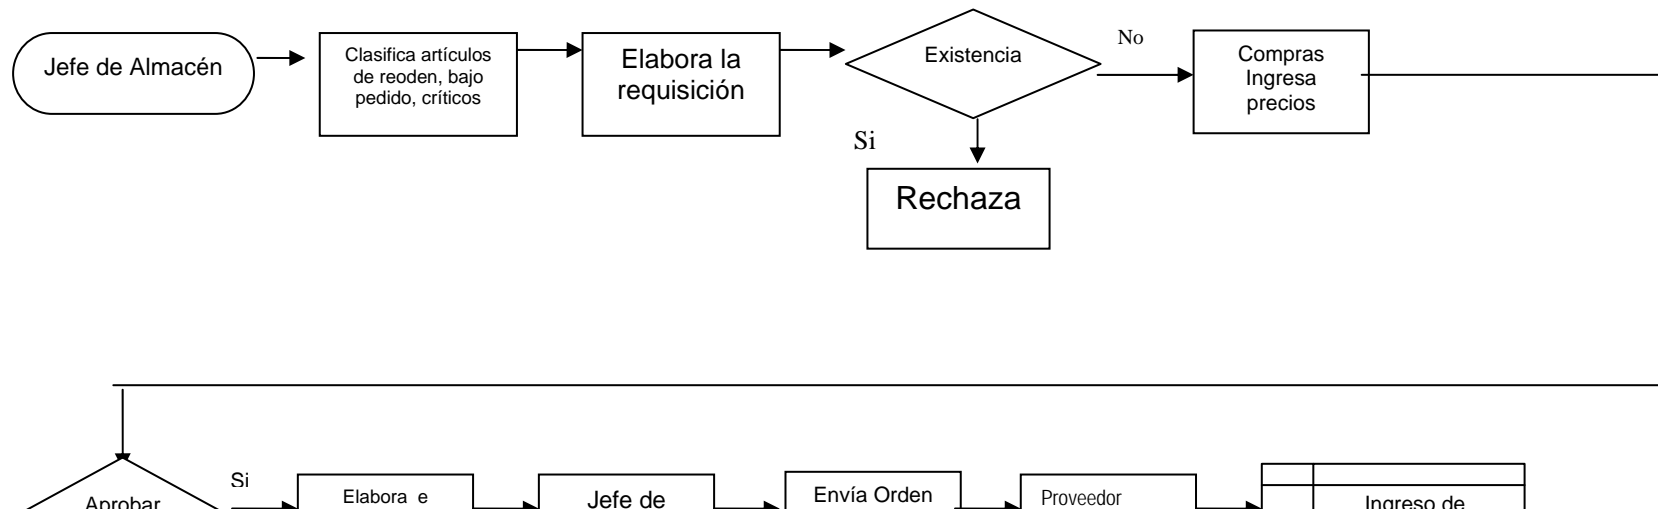 Jefe de Almacén
Clasifica artículos
de reoden, bajo
pedido, críticos
Elabora la
requisición
Existencia
No
Compras
Ingresa
precios
Si
Rechaza
Aprobar
Si
Elabora e
Jefe de
Envía Orden
Proveedor
Ingreso de